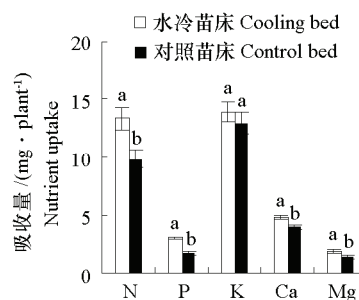 水冷苗床 Cooling bed
对照苗床 Control bed
吸收量 /(mg·plant⁻¹)
Nutrient uptake
20
15
10
5
0
a
b
a
b
a
a
a
b
a
b
N
P
K
Ca
Mg